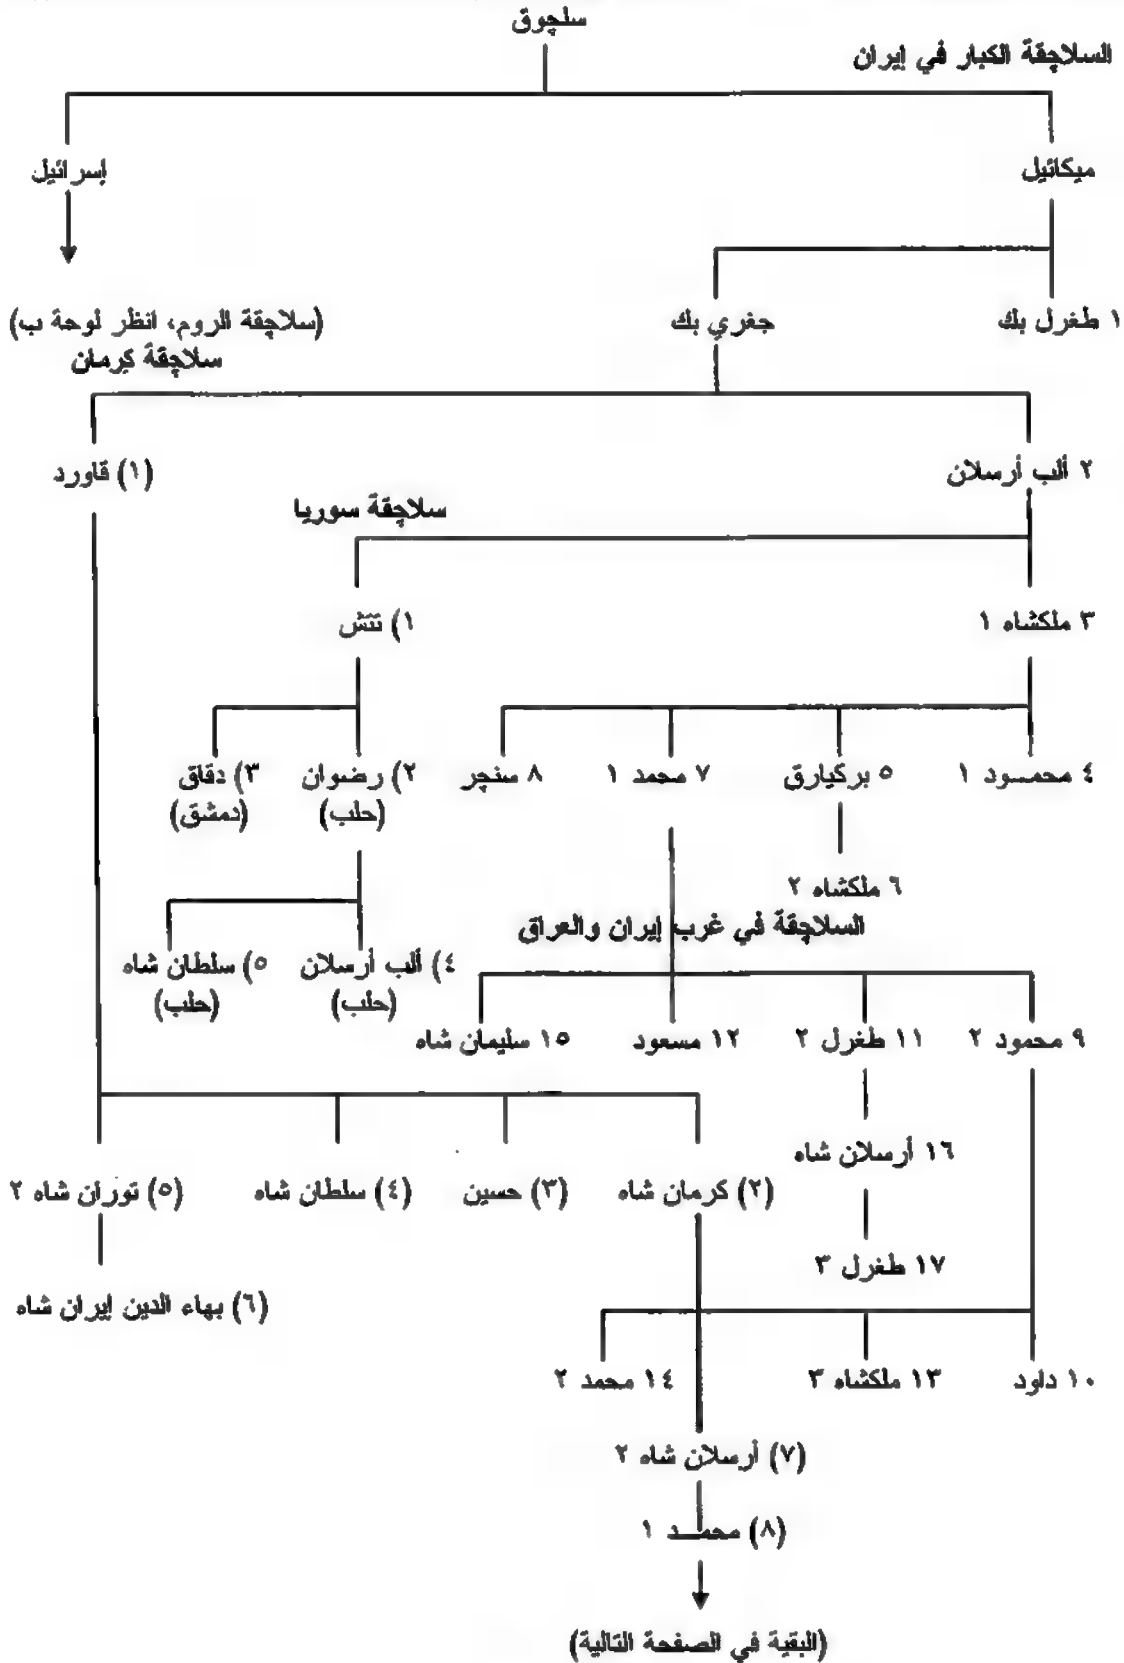 سلجوق
السلاجقة الكبار في إيران
ميكائيل
إسرائيل
١ طغرل بك
جغري بك
(سلاجقة الروم، انظر لوحة ب)
سلاجقة كرمان
٢ ألب أرسلان
(١) قاورد
سلاجقة سوريا
٣ ملكشاه ١
١) تتش
٤ محمسود ١
٥ بركيارق
٧ محمد ١
٨ سنجر
٢) رضوان
(حلب)
٣) دقاق
(دمشق)
٦ ملكشاه ٢
السلاجقة في غرب إيران والعراق
٤) ألب أرسلان
(حلب)
٥) سلطان شاه
(حلب)
٩ محمود ٢
١١ طغرل ٢
١٢ مسعود
١٥ سليمان شاه
١٦ أرسلان شاه
(٢) كرمان شاه
(٣) حسين
(٤) سلطان شاه
(٥) توران شاه ٢
١٧ طغرل ٣
(٦) بهاء الدين إيران شاه
١٠ داود
١٣ ملكشاه ٣
١٤ محمد ٢
(٧) أرسلان شاه ٢
(٨) محمـد ١
(البقية في الصفحة التالية)